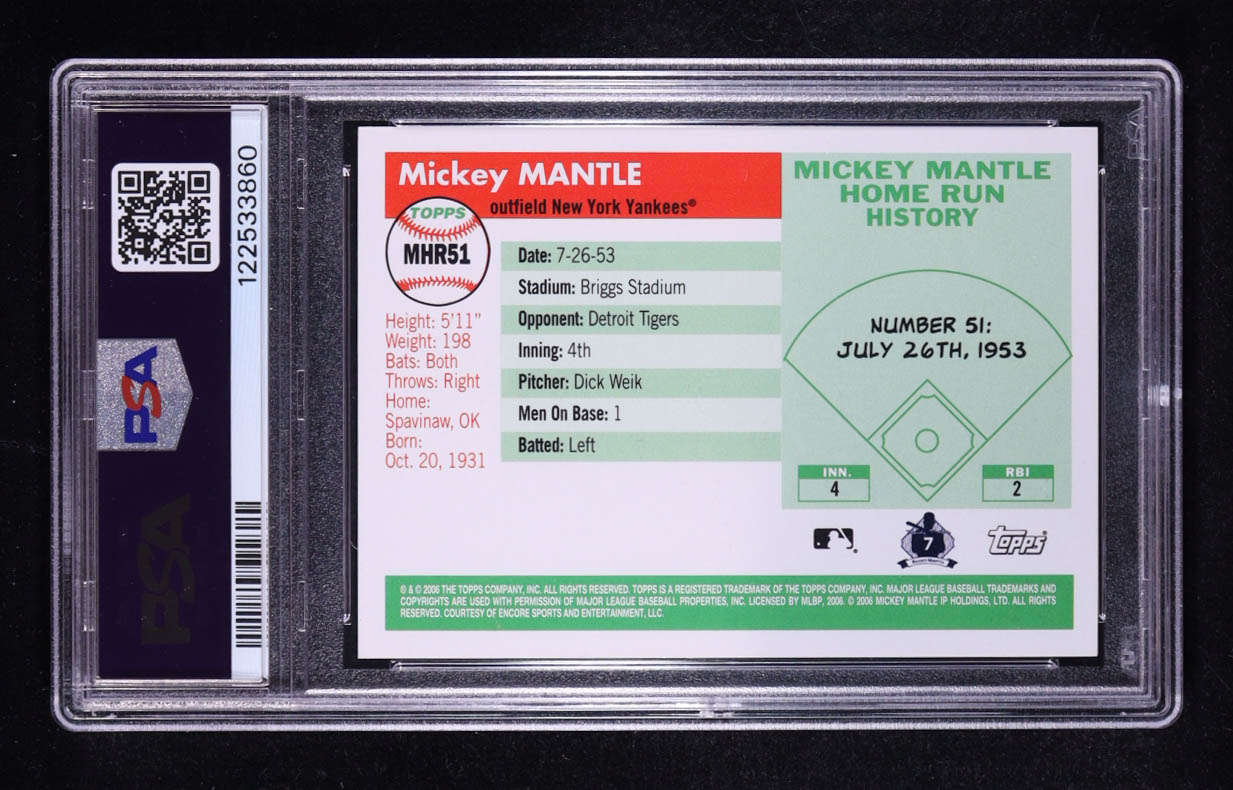 122533860
PSA
PSA
Mickey MANTLE
outfield New York Yankees®
TOPPS
MHR51
Height: 5'11"
Weight: 198
Bats: Both
Throws: Right
Home:
Spavinaw, OK
Born:
Oct. 20, 1931
Date: 7-26-53
Stadium: Briggs Stadium
Opponent: Detroit Tigers
Inning: 4th
Pitcher: Dick Weik
Men On Base: 1
Batted: Left
MICKEY MANTLE
HOME RUN
HISTORY
NUMBER 51:
JULY 26TH, 1953
INN.
4
RBI
2
7
topps
® & © 2006 THE TOPPS COMPANY, INC. ALL RIGHTS RESERVED. TOPPS IS A REGISTERED TRADEMARK OF THE TOPPS COMPANY, INC. MAJOR LEAGUE BASEBALL TRADEMARKS AND
COPYRIGHTS ARE USED WITH PERMISSION OF MAJOR LEAGUE BASEBALL PROPERTIES, INC. LICENSED BY MLBP, 2006. © 2006 MICKEY MANTLE IP HOLDINGS, LTD. ALL RIGHTS
RESERVED. COURTESY OF ENCORE SPORTS AND ENTERTAINMENT, LLC.